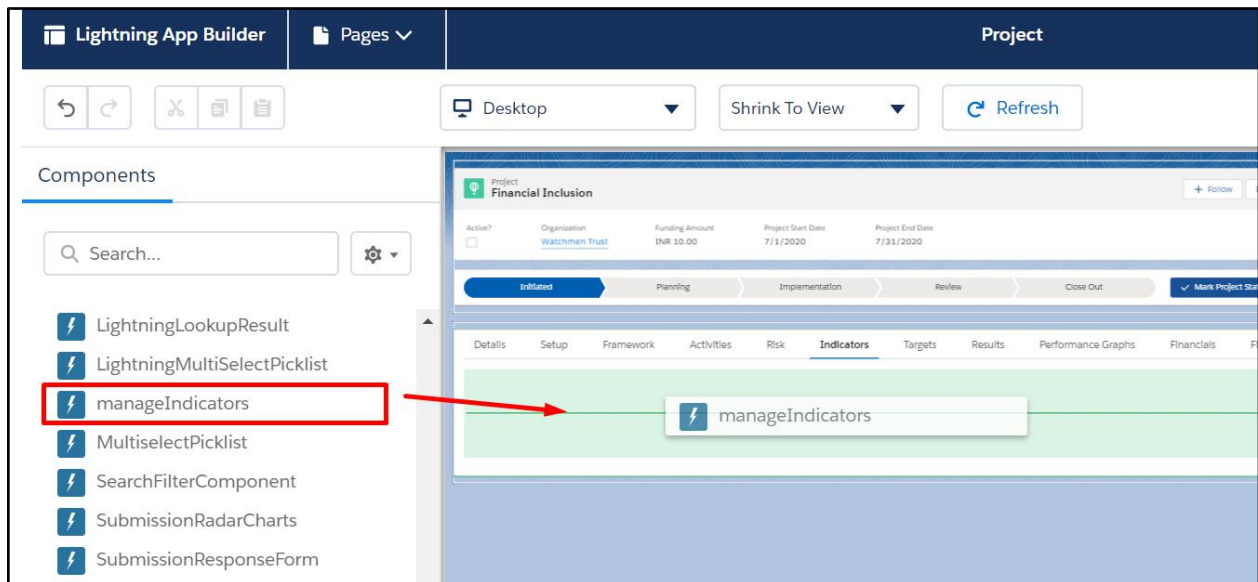 Lightning App Builder Pages Project
Desktop Shrink To View Refresh
Components
Search...
LightningLookupResult
LightningMultiSelectPicklist
manageIndicators
MultiselectPicklist
SearchFilterComponent
SubmissionRadarCharts
SubmissionResponseForm
Project
Financial Inclusion
+ Follow
Active? Organization Funding Amount Project Start Date Project End Date
Watchmen Trust INR 10.00 7/1/2020 7/31/2020
Initiated Planning Implementation Review Close Out Mark Project Stat
Details Setup Framework Activities Risk Indicators Targets Results Performance Graphs Financials
manageIndicators